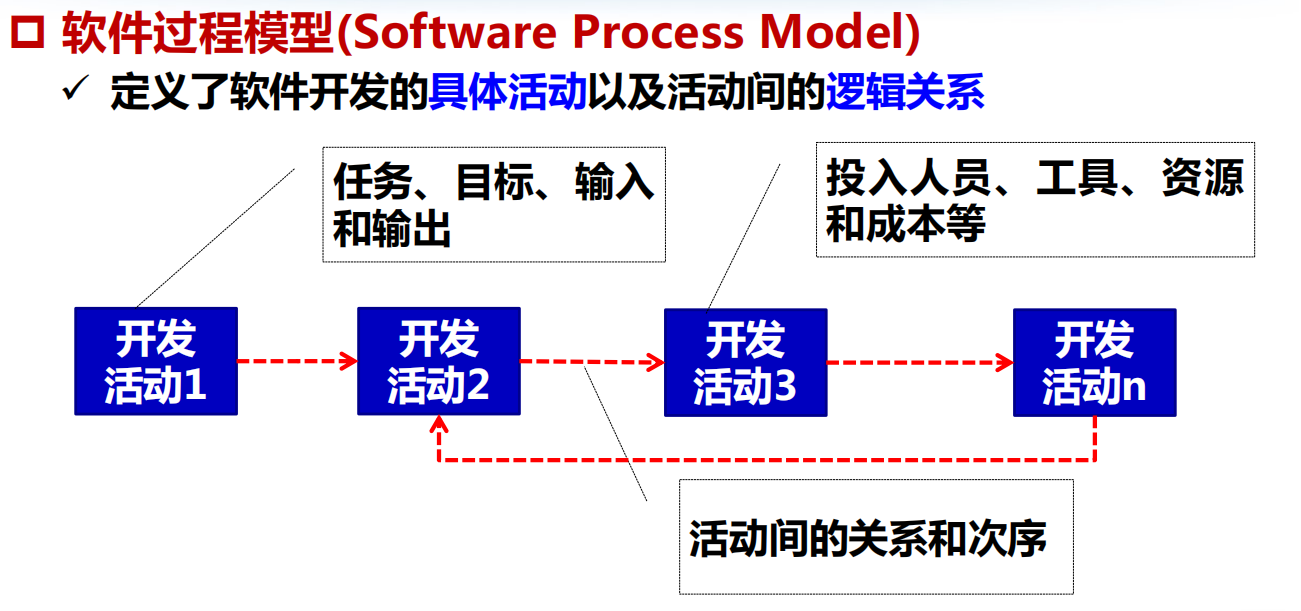 软件过程模型(Software Process Model)
定义了软件开发的具体活动以及活动间的逻辑关系
任务、目标、输入
和输出
投入人员、工具、资源
和成本等
开发
活动1
开发
活动2
开发
活动3
开发
活动n
活动间的关系和次序